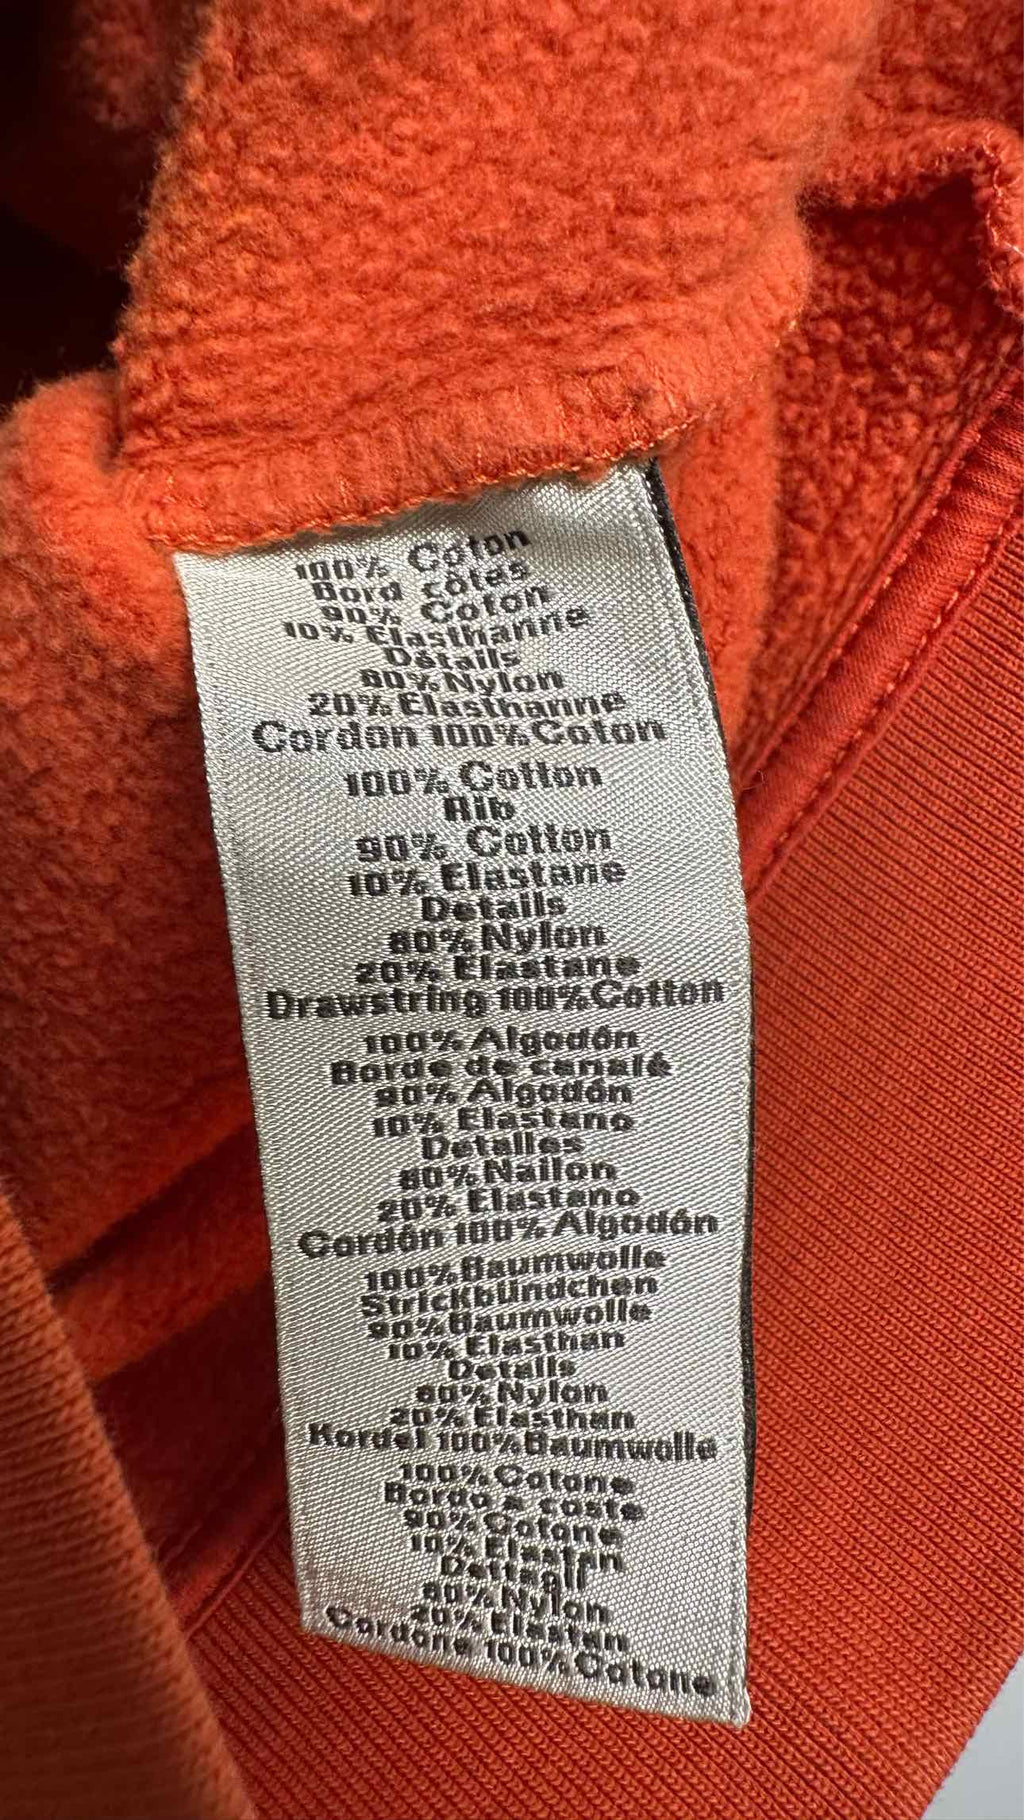 100% Coton
Bord côtes
90% Coton
10% Elasthanne
Détails
80% Nylon
20% Elasthanne
Cordon 100% Coton
100% Cotton
Rib
90% Cotton
10% Elastane
Details
80% Nylon
20% Elastane
Drawstring 100% Cotton
100% Algodón
Borde de canalé
90% Algodón
10% Elastano
Detalles
80% Nailon
20% Elastano
Cordón 100% Algodón
100% Baumwolle
Strickbündchen
90% Baumwolle
10% Elasthan
Details
80% Nylon
20% Elasthan
Kordel 100% Baumwolle
100% Cotone
Bordo a coste
90% Cotone
10% Elastan
Dettagli
80% Nylon
20% Elastan
Cordone 100% Cotone